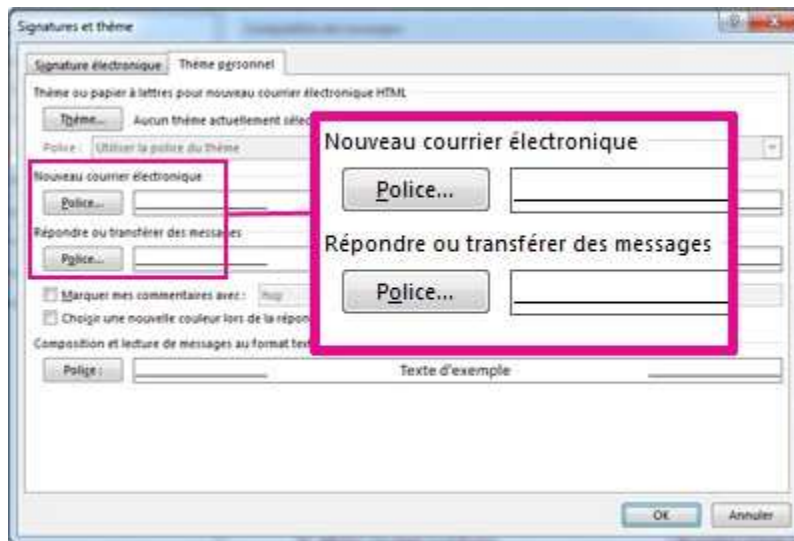 Signatures et thème
Signature électronique
Thème personnel
Thème ou papier à lettres pour nouveau courrier électronique HTML
Thème...
Aucun thème actuellement
Police :
Utiliser la police du thème
Nouveau courrier électronique
Police...
Répondre ou transférer des messages
Police...
Nouveau courrier électronique
Police...
Répondre ou transférer des messages
Police...
Marquer mes commentaires avec :
Choisir une nouvelle couleur lors de la
Composition et lecture de messages au format
Police :
Texte d'exemple
OK
Annuler